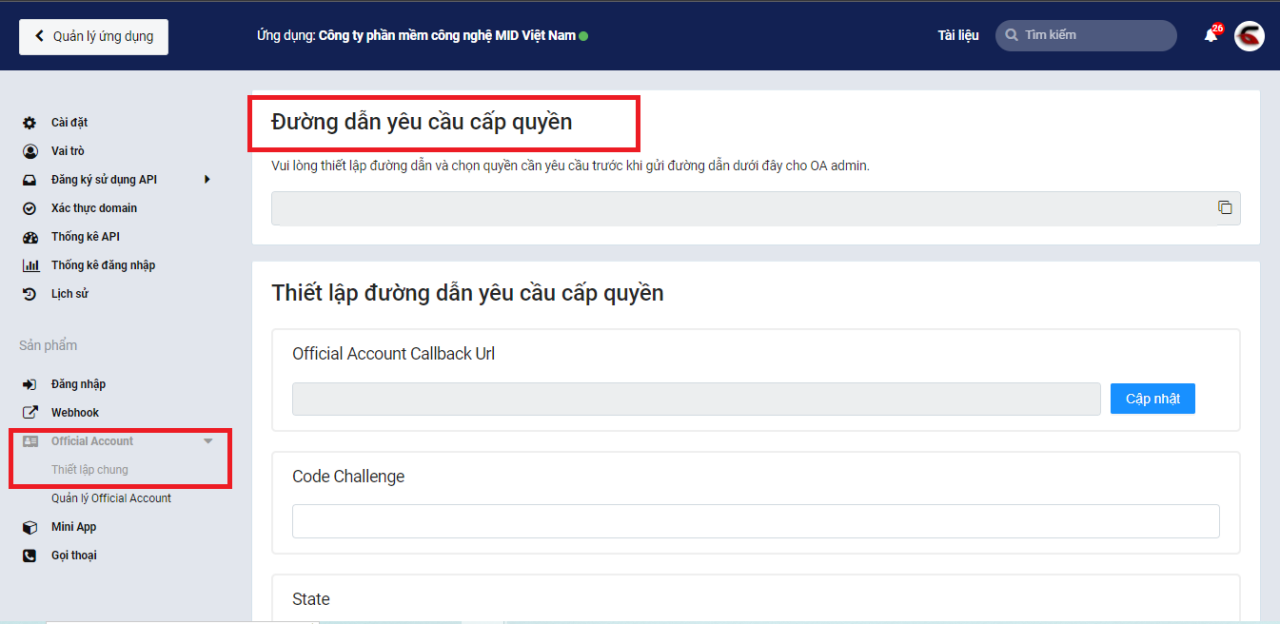 Quản lý ứng dụng
Ứng dụng: Công ty phần mềm công nghệ MID Việt Nam
Tài liệu
Tìm kiếm
26
Cài đặt
Vai trò
Đăng ký sử dụng API
Xác thực domain
Thống kê API
Thống kê đăng nhập
Lịch sử
Sản phẩm
Đăng nhập
Webhook
Official Account
Thiết lập chung
Quản lý Official Account
Mini App
Gọi thoại
Đường dẫn yêu cầu cấp quyền
Vui lòng thiết lập đường dẫn và chọn quyền cần yêu cầu trước khi gửi đường dẫn dưới đây cho OA admin.
Thiết lập đường dẫn yêu cầu cấp quyền
Official Account Callback Url
Cập nhật
Code Challenge
State